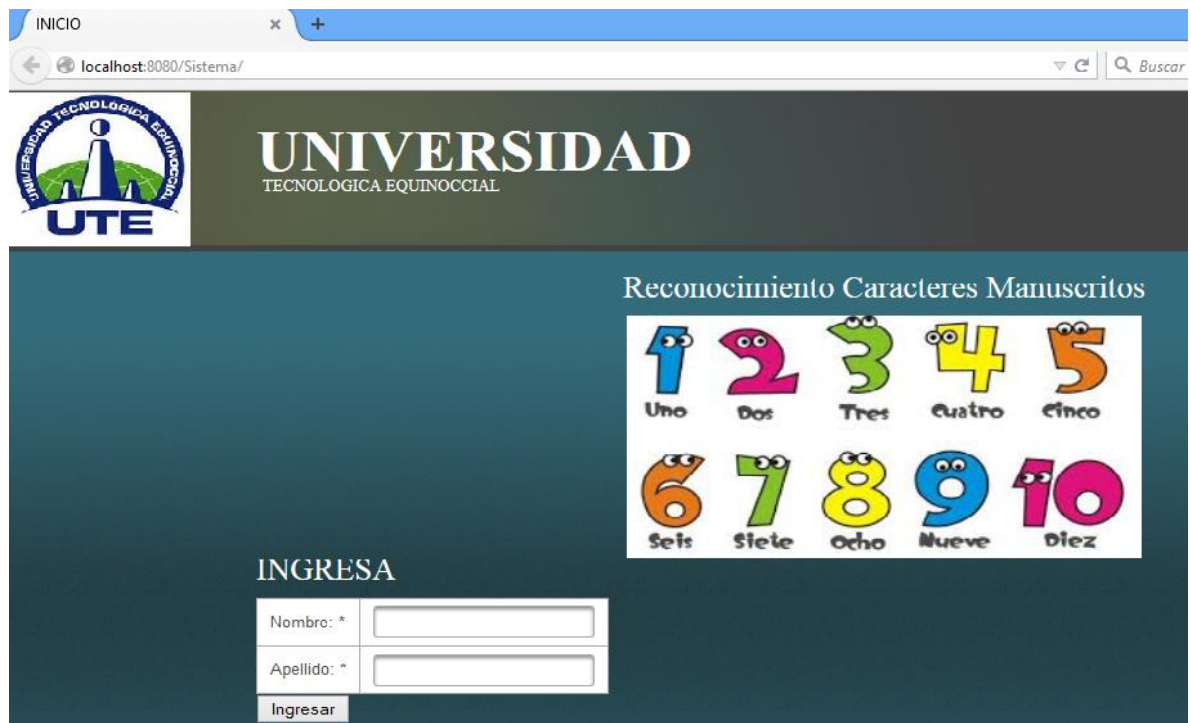 INICIO
localhost:8080/Sistema/
Buscar
UNIVERSIDAD TECNOLOGICA EQUINOCCIAL
UTE
UNIVERSIDAD
TECNOLOGICA EQUINOCCIAL
Reconocimiento Caracteres Manuscritos
1 2 3 4 5
Uno Dos Tres Cuatro Cinco
6 7 8 9 10
Seis Siete Ocho Nueve Diez
INGRESA
Nombre: *
Apellido: *
Ingresar